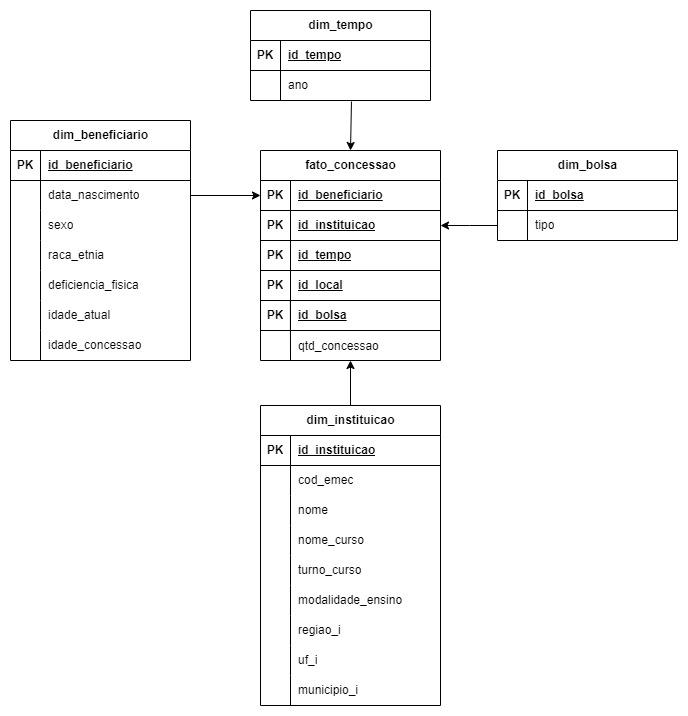 dim_tempo
PK id_tempo
ano
dim_beneficiario
PK id_beneficiario
data_nascimento
sexo
raca_etnia
deficiencia_fisica
idade_atual
idade_concessao
fato_concessao
PK id_beneficiario
PK id_instituicao
PK id_tempo
PK id_local
PK id_bolsa
qtd_concessao
dim_bolsa
PK id_bolsa
tipo
dim_instituicao
PK id_instituicao
cod_emec
nome
nome_curso
turno_curso
modalidade_ensino
regiao_i
uf_i
municipio_i